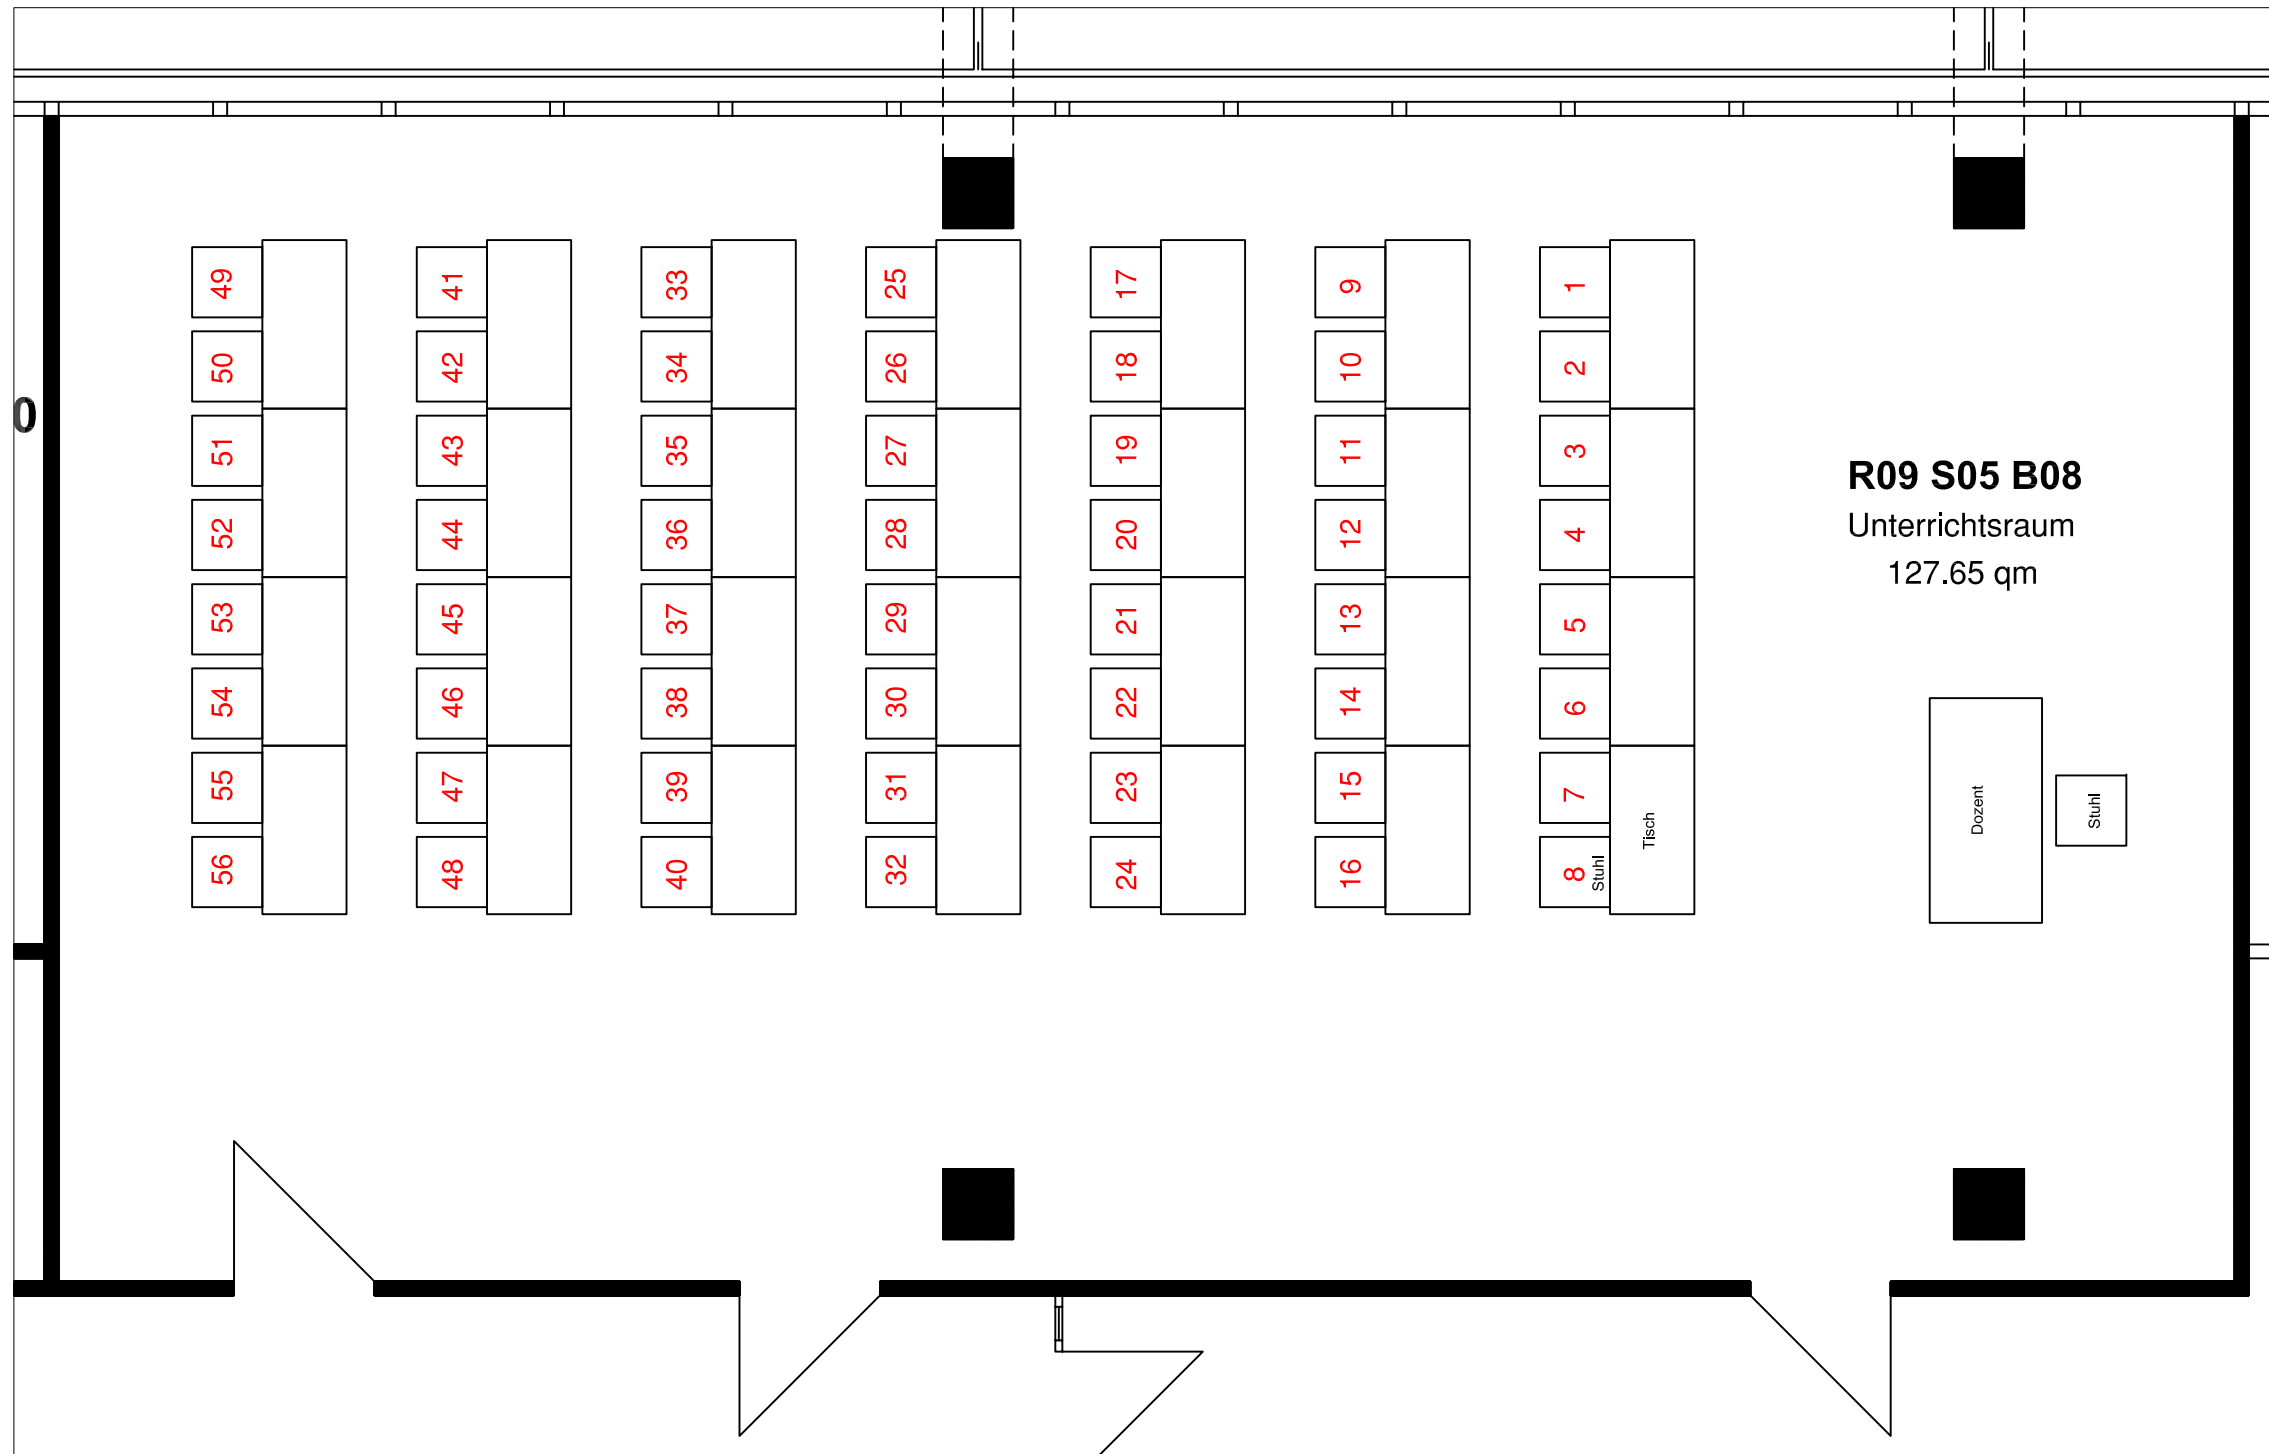 49 41 33 25 17 9 1
50 42 34 26 18 10 2
0
51 43 35 27 19 11 3
R09 S05 B08
Unterrichtsraum
127.65 qm
52 44 36 28 20 12 4
53 45 37 29 21 13 5
54 46 38 30 22 14 6
55 47 39 31 23 15 7
Tisch
Dozent
Stuhl
56 48 40 32 24 16 8
Stuhl